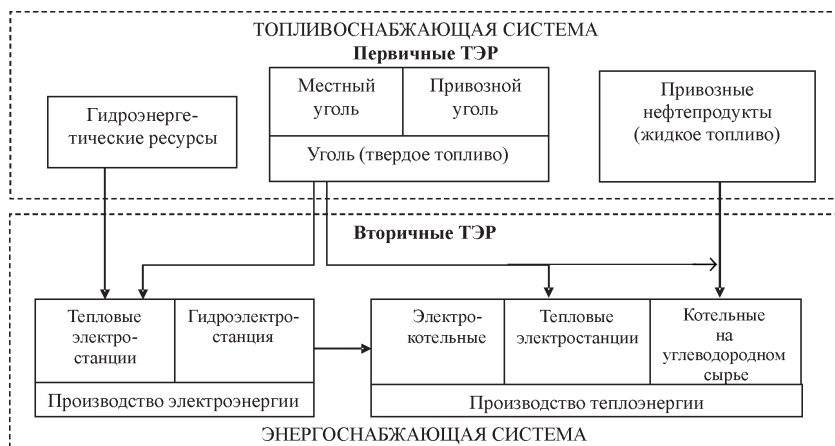 ТОПЛИВОСНАБЖАЮЩАЯ СИСТЕМА
Первичные ТЭР
Гидроэнерге-
тические ресурсы
Местный
уголь
Привозной
уголь
Уголь (твердое топливо)
Привозные
нефтепродукты
(жидкое топливо)
Вторичные ТЭР
Тепловые
электро-
станции
Гидроэлектро-
станция
Производство электроэнергии
Электро-
котельные
Тепловые
электростанции
Котельные
на
углеводородном
сырье
Производство теплоэнергии
ЭНЕРГОСНАБЖАЮЩАЯ СИСТЕМА